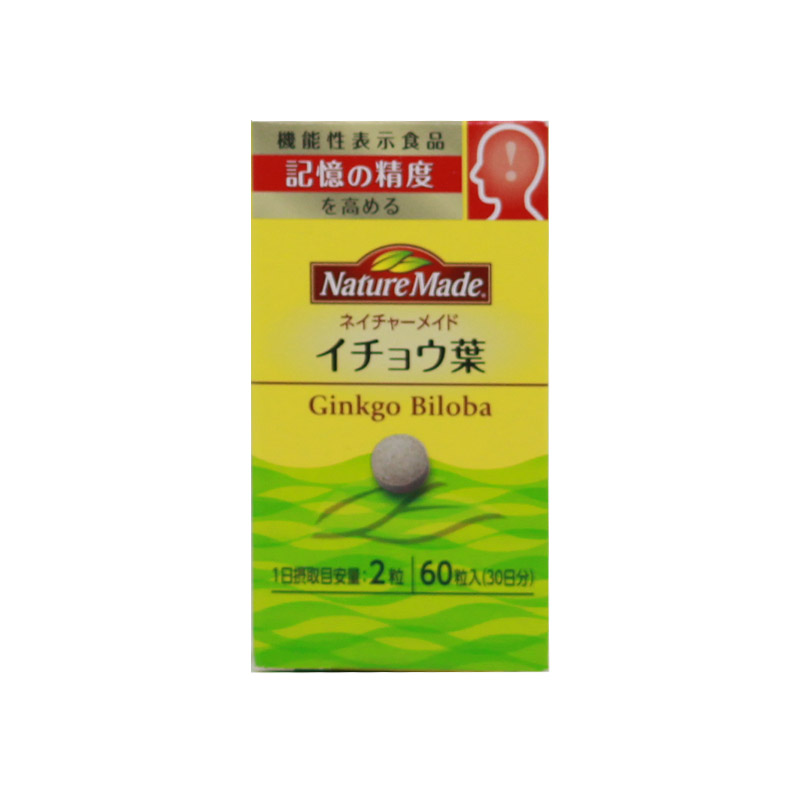 機能性表示食品
記憶の精度
を高める
!
Nature Made®
ネイチャーメイド
イチョウ葉
Ginkgo Biloba
1日摂取目安量:2粒 60粒入(30日分)